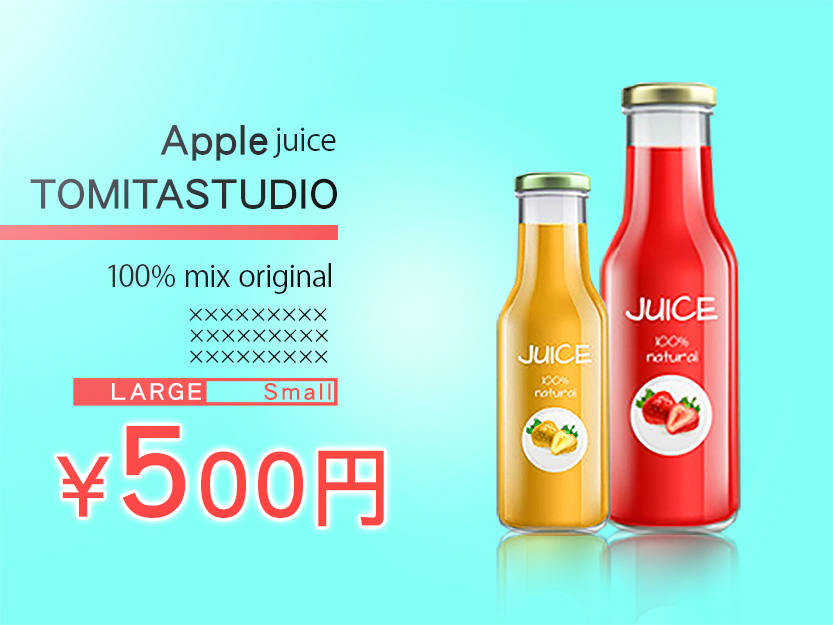 Apple juice
TOMITASTUDIO
100% mix original
×××××××××
×××××××××
×××××××××
LARGE Small
¥500円
JUICE
100%
natural
JUICE
100%
natural